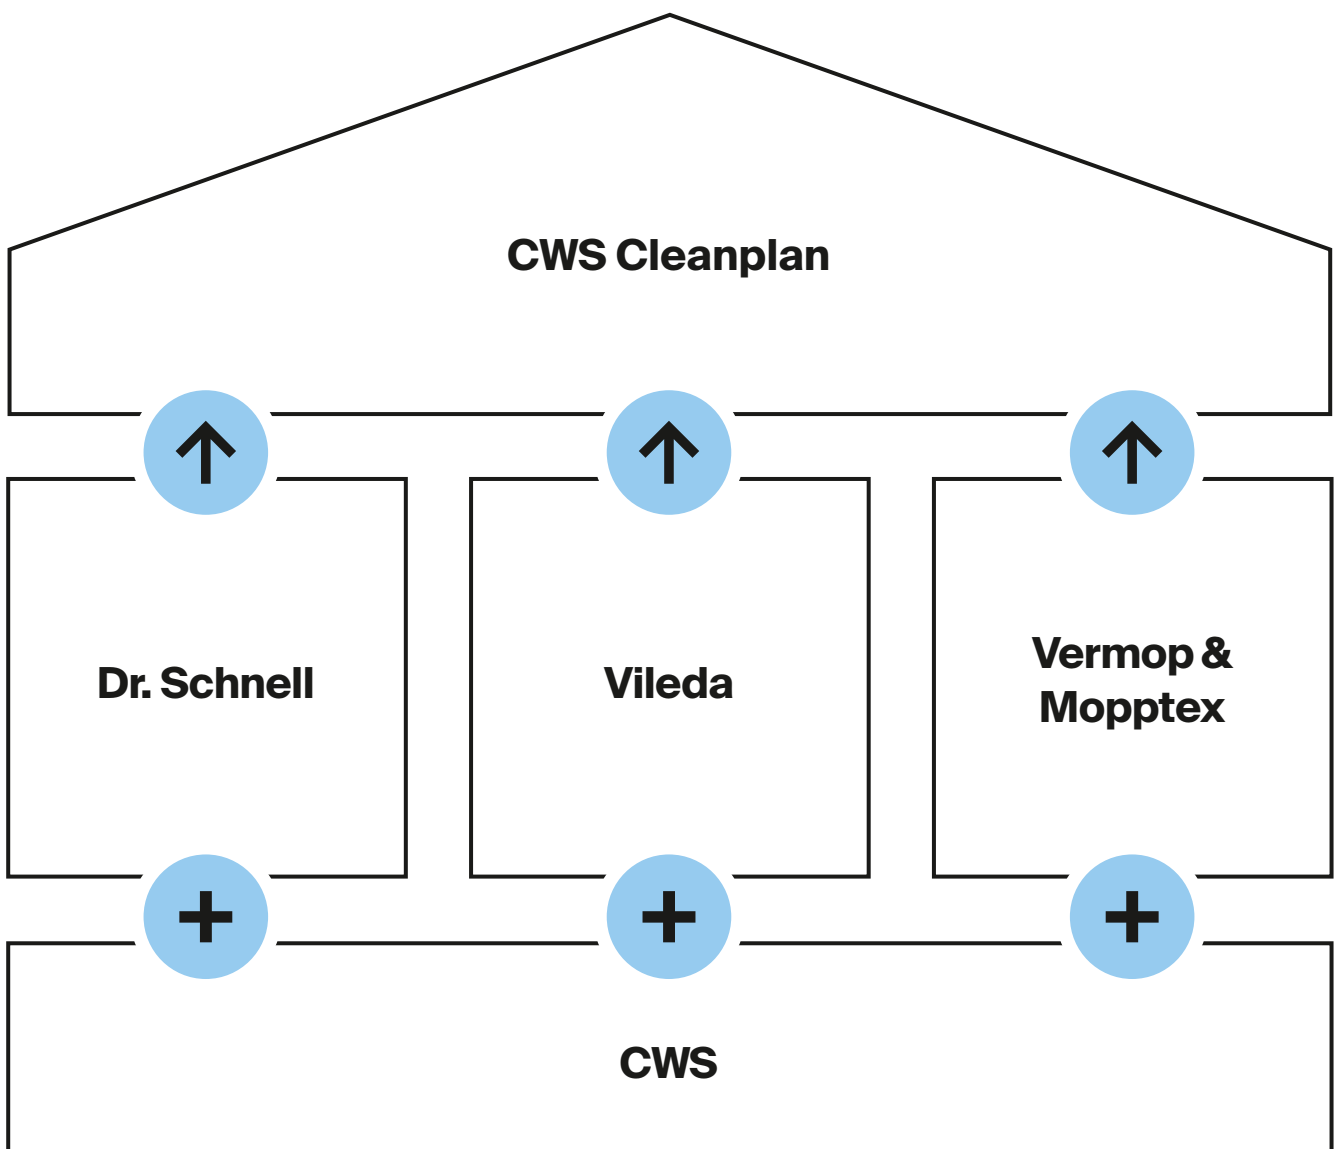 CWS Cleanplan
Dr. Schnell
Vileda
Vermop &
Mopptex
CWS